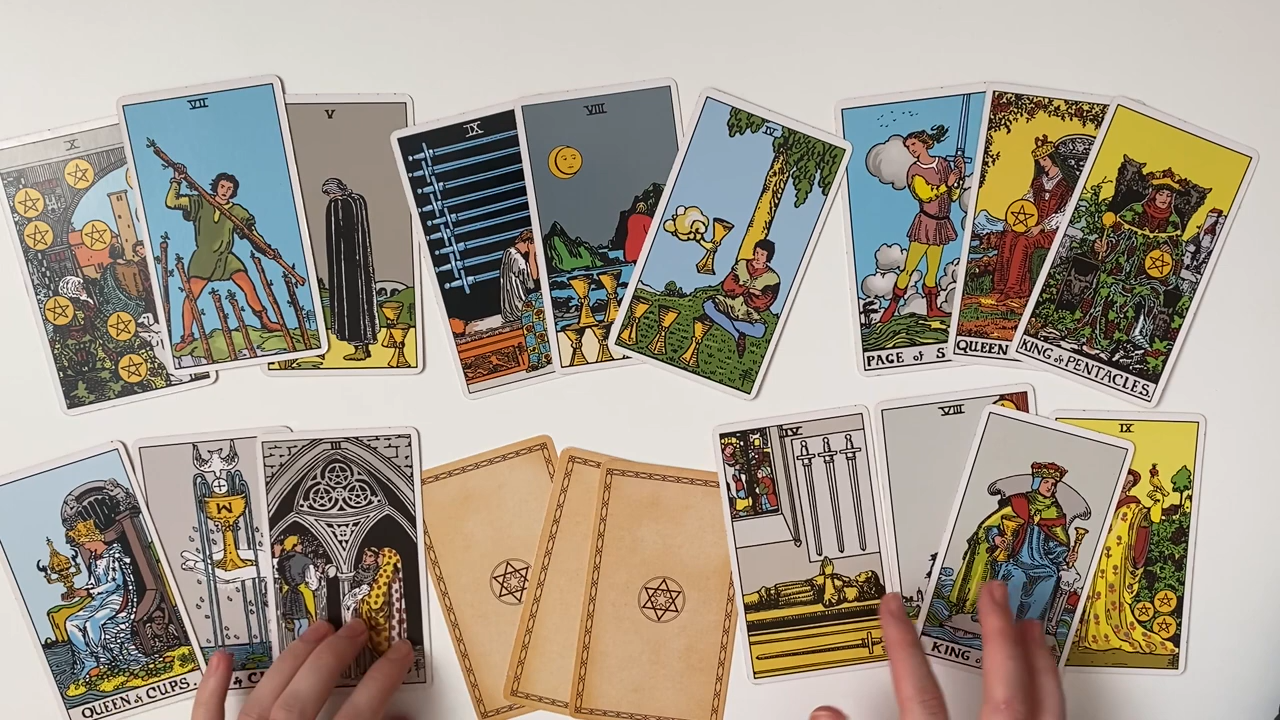 X
VII
V
IX
VIII
IV
PAGE of S
QUEEN
KING of PENTACLES.
QUEEN of CUPS.
III
IV
VIII
KING
IX